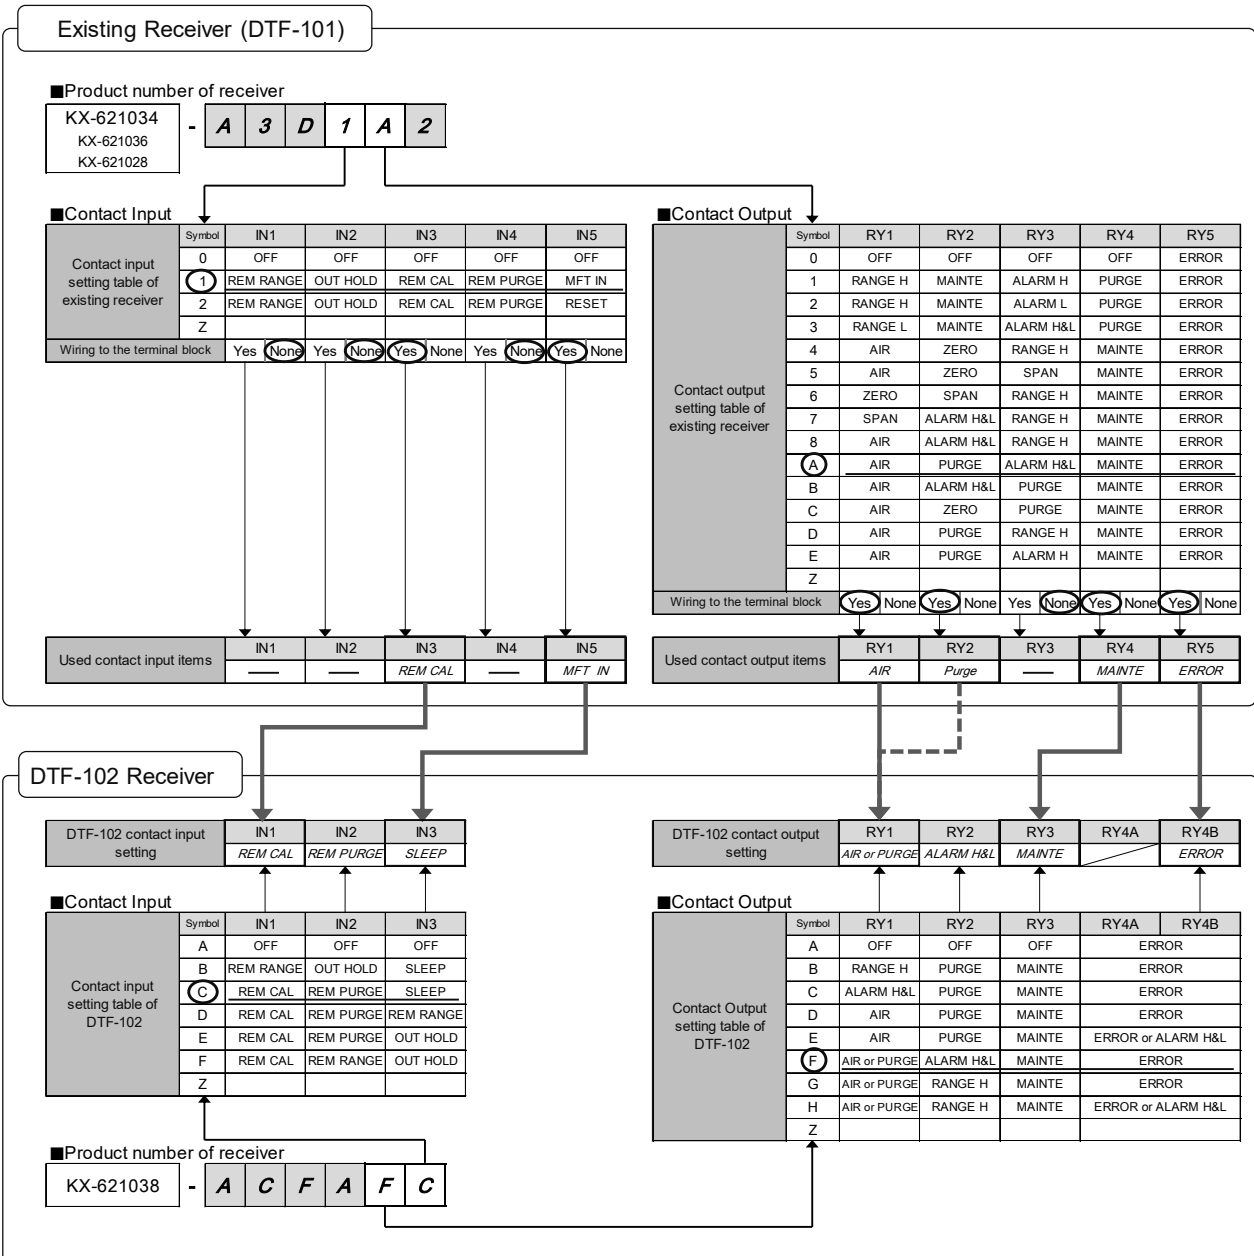 Existing Receiver (DTF-101)
■Product number of receiver
KX-621034
KX-621036
KX-621028
- A 3 D 1 A 2
■Contact Input
Contact input setting table of existing receiver
Symbol IN1 IN2 IN3 IN4 IN5
0 OFF OFF OFF OFF OFF
1 REM RANGE OUT HOLD REM CAL REM PURGE MFT IN
2 REM RANGE OUT HOLD REM CAL REM PURGE RESET
Z
Wiring to the terminal block Yes None Yes None Yes None Yes None Yes None
Used contact input items
IN1 IN2 IN3 IN4 IN5
— — REM CAL — MFT IN
■Contact Output
Contact output setting table of existing receiver
Symbol RY1 RY2 RY3 RY4 RY5
0 OFF OFF OFF OFF ERROR
1 RANGE H MAINTE ALARM H PURGE ERROR
2 RANGE H MAINTE ALARM L PURGE ERROR
3 RANGE L MAINTE ALARM H&L PURGE ERROR
4 AIR ZERO RANGE H MAINTE ERROR
5 AIR ZERO SPAN MAINTE ERROR
6 ZERO SPAN RANGE H MAINTE ERROR
7 SPAN ALARM H&L RANGE H MAINTE ERROR
8 AIR ALARM H&L RANGE H MAINTE ERROR
A AIR PURGE ALARM H&L MAINTE ERROR
B AIR ALARM H&L PURGE MAINTE ERROR
C AIR ZERO PURGE MAINTE ERROR
D AIR PURGE RANGE H MAINTE ERROR
E AIR PURGE ALARM H MAINTE ERROR
Z
Wiring to the terminal block Yes None Yes None Yes None Yes None Yes None
Used contact output items
RY1 RY2 RY3 RY4 RY5
AIR Purge — MAINTE ERROR
DTF-102 Receiver
DTF-102 contact input setting
IN1 IN2 IN3
REM CAL REM PURGE SLEEP
■Contact Input
Contact input setting table of DTF-102
Symbol IN1 IN2 IN3
A OFF OFF OFF
B REM RANGE OUT HOLD SLEEP
C REM CAL REM PURGE SLEEP
D REM CAL REM PURGE REM RANGE
E REM CAL REM PURGE OUT HOLD
F REM CAL REM RANGE OUT HOLD
Z
DTF-102 contact output setting
RY1 RY2 RY3 RY4A RY4B
AIR or PURGE ALARM H&L MAINTE ERROR
■Contact Output
Contact Output setting table of DTF-102
Symbol RY1 RY2 RY3 RY4A RY4B
A OFF OFF OFF ERROR
B RANGE H PURGE MAINTE ERROR
C ALARM H&L PURGE MAINTE ERROR
D AIR PURGE MAINTE ERROR
E AIR PURGE MAINTE ERROR or ALARM H&L
F AIR or PURGE ALARM H&L MAINTE ERROR
G AIR or PURGE RANGE H MAINTE ERROR
H AIR or PURGE RANGE H MAINTE ERROR or ALARM H&L
Z
■Product number of receiver
KX-621038 - A C F A F C